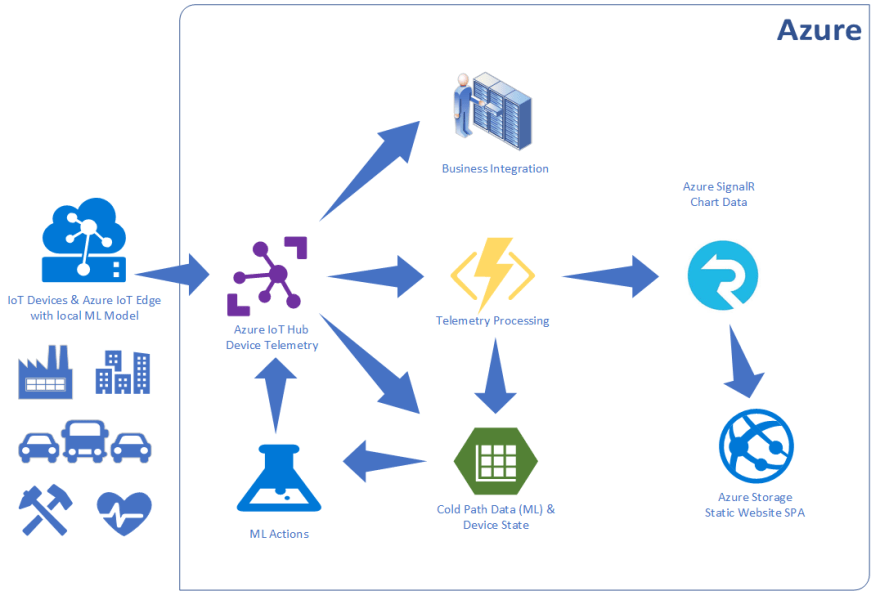 Azure
Business Integration
Azure SignalR
Chart Data
IoT Devices & Azure IoT Edge
with local ML Model
Azure IoT Hub
Device Telemetry
Telemetry Processing
Cold Path Data (ML) &
Device State
Azure Storage
Static Website SPA
ML Actions